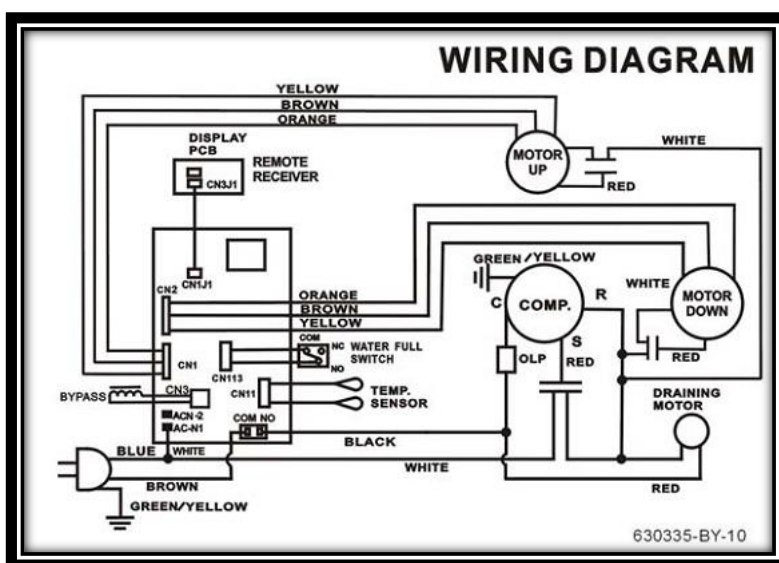 WIRING DIAGRAM
YELLOW
BROWN
ORANGE
DISPLAY
PCB
REMOTE
RECEIVER
CN3J1
MOTOR
UP
WHITE
RED
CN1J1
CN2
ORANGE
BROWN
YELLOW
GREEN/YELLOW
C
COMP.
R
S
WHITE
MOTOR
DOWN
RED
CN1
CN113
COM
NC
NO
WATER FULL
SWITCH
OLP
RED
BYPASS
CN3
CN11
TEMP.
SENSOR
DRAINING
MOTOR
ACN-2
AC-N1
COM NO
BLACK
BLUE
WHITE
WHITE
BROWN
RED
GREEN/YELLOW
630335-BY-10